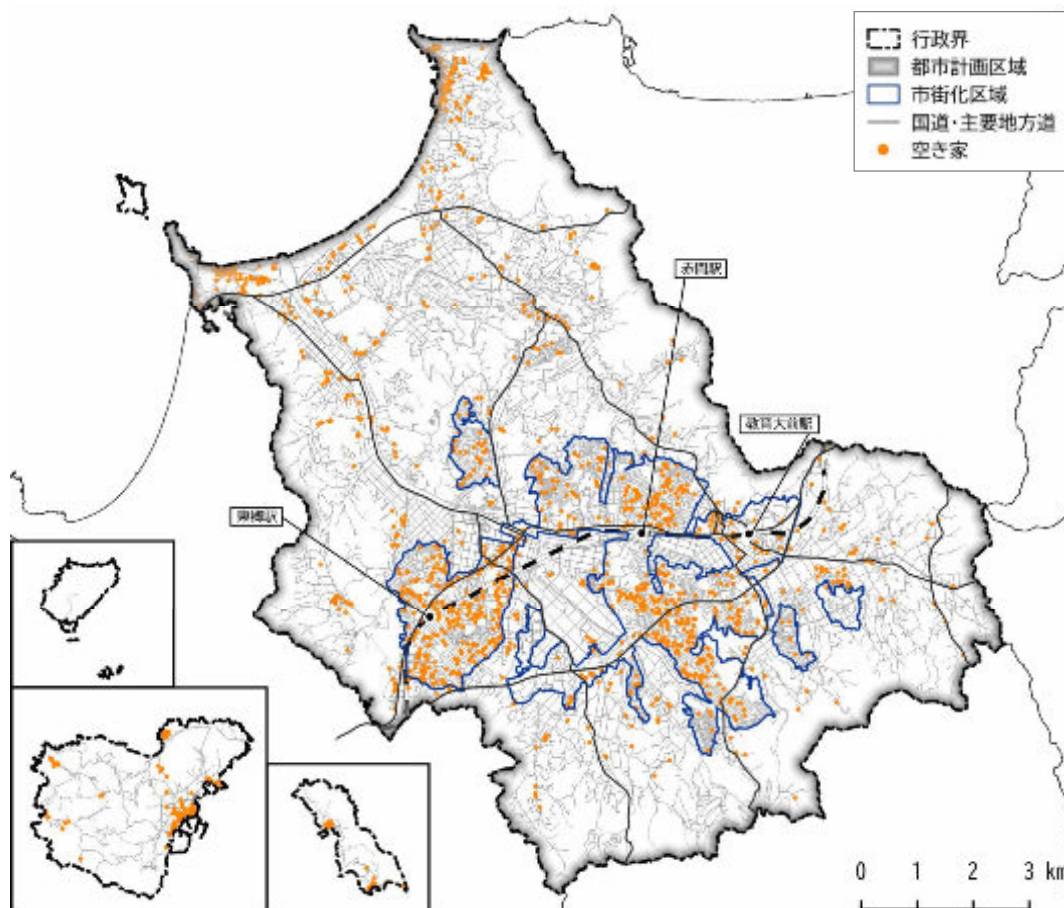 行政界
都市計画区域
市街化区域
国道・主要地方道
空き家
赤間駅
教育大前駅
東郷駅
0 1 2 3 km